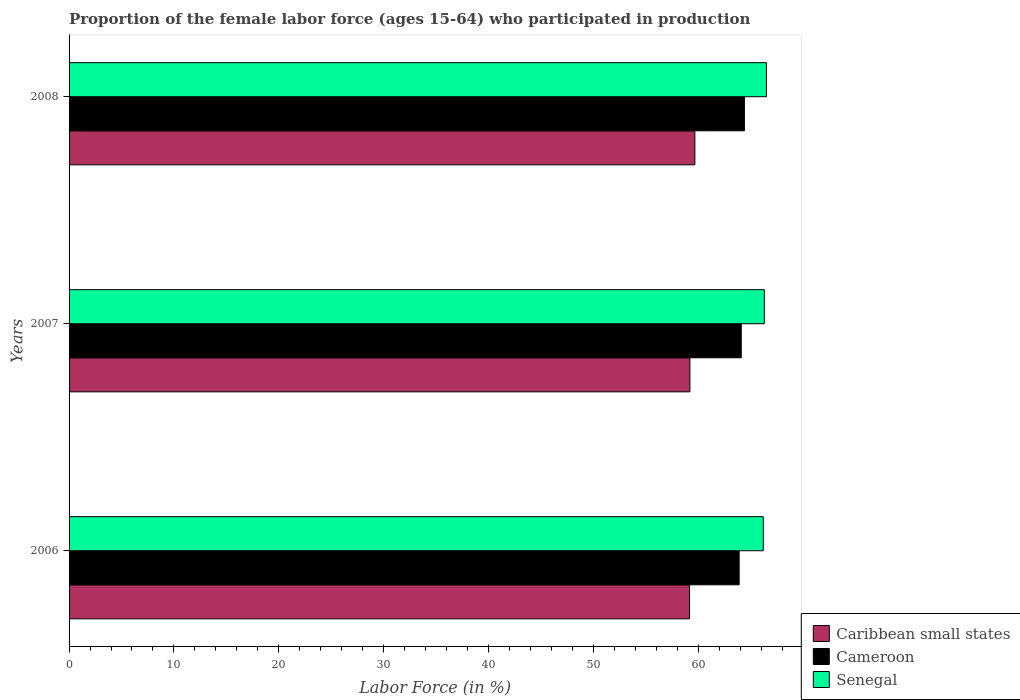 Proportion of the female labor force (ages 15-64) who participated in production
2008
2007
2006
Years
0
10
20
30
40
50
60
Labor Force (in %)
Caribbean small states
Cameroon
Senegal